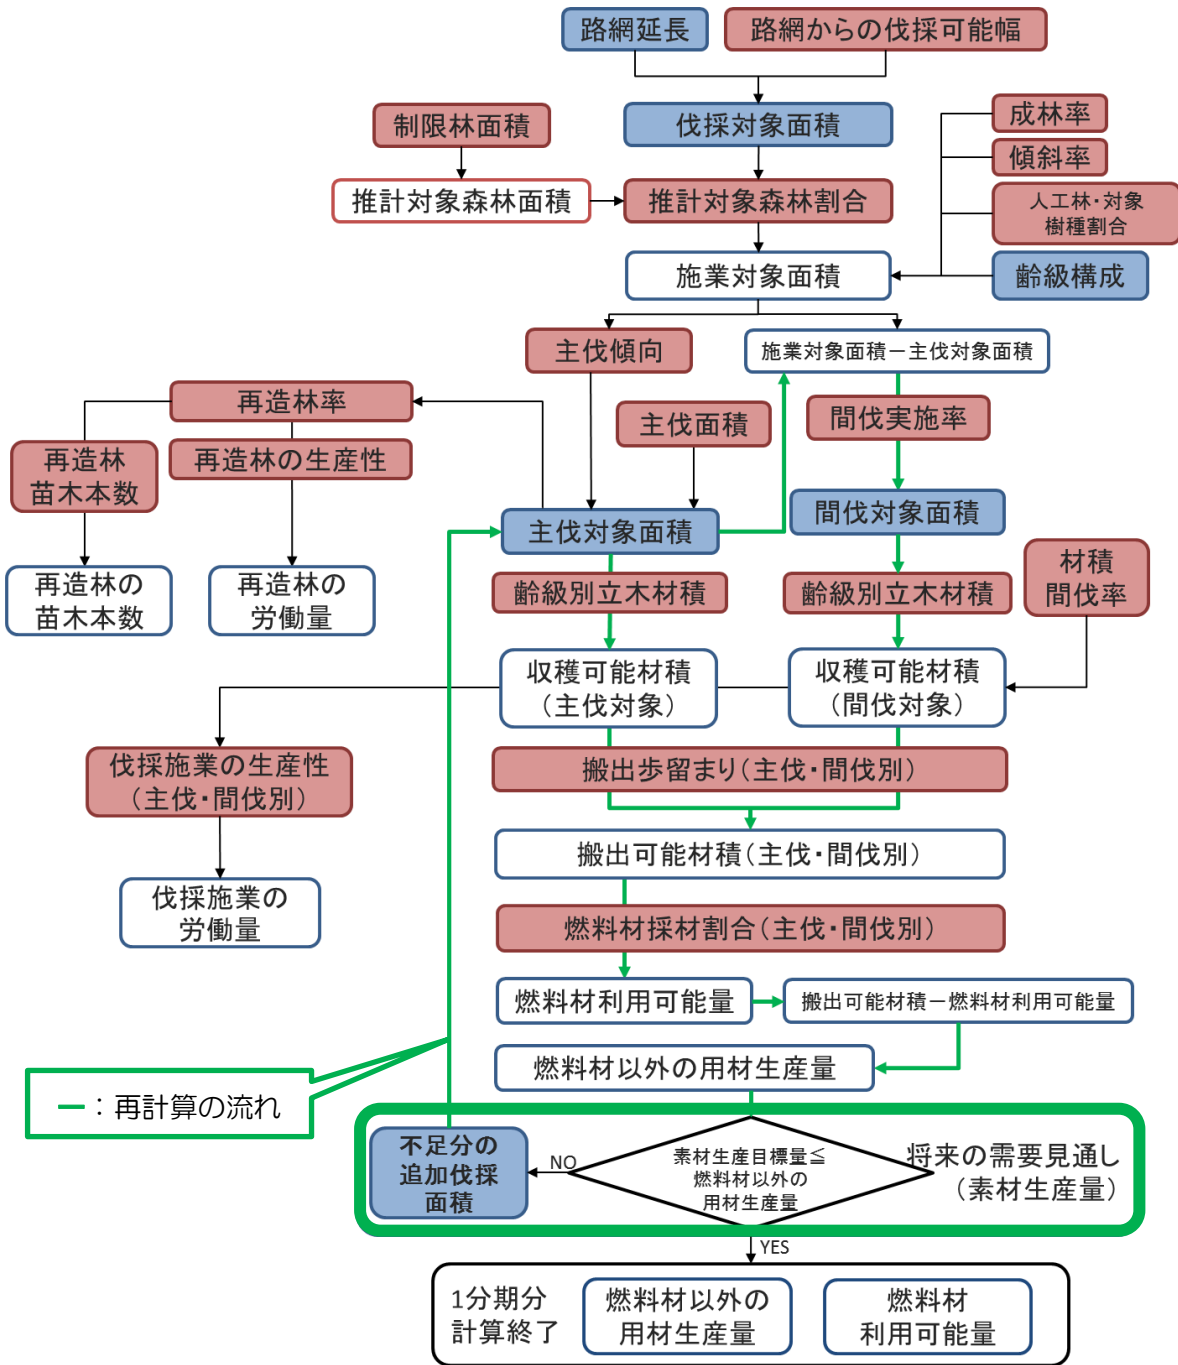 路網延長
路網からの伐採可能幅
制限林面積
伐採対象面積
成林率
傾斜率
推計対象森林面積
推計対象森林割合
人工林・対象
樹種割合
施業対象面積
齢級構成
主伐傾向
施業対象面積－主伐対象面積
再造林率
主伐面積
間伐実施率
再造林
苗木本数
再造林の生産性
主伐対象面積
間伐対象面積
再造林の
苗木本数
再造林の
労働量
齢級別立木材積
齢級別立木材積
材積
間伐率
収穫可能材積
（主伐対象）
収穫可能材積
（間伐対象）
伐採施業の生産性
（主伐・間伐別）
搬出歩留まり（主伐・間伐別）
搬出可能材積（主伐・間伐別）
伐採施業の
労働量
燃料材採材割合（主伐・間伐別）
燃料材利用可能量
搬出可能材積－燃料材利用可能量
燃料材以外の用材生産量
：再計算の流れ
不足分の
追加伐採
面積
NO
素材生産目標量≦
燃料材以外の
用材生産量
将来の需要見通し
（素材生産量）
YES
1分期分
計算終了
燃料材以外の
用材生産量
燃料材
利用可能量